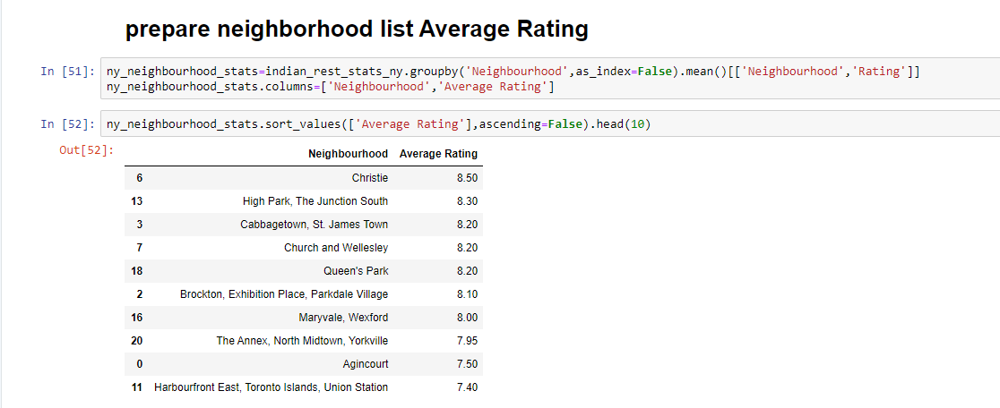 prepare neighborhood list Average Rating
In [51]: ny_neighbourhood_stats=indian_rest_stats_ny.groupby('Neighbourhood',as_index=False).mean()[['Neighbourhood','Rating']]
ny_neighbourhood_stats.columns=['Neighbourhood','Average Rating']
In [52]: ny_neighbourhood_stats.sort_values(['Average Rating'],ascending=False).head(10)
Out[52]:
Neighbourhood Average Rating
6 Christie 8.50
13 High Park, The Junction South 8.30
3 Cabbagetown, St. James Town 8.20
7 Church and Wellesley 8.20
18 Queen's Park 8.20
2 Brockton, Exhibition Place, Parkdale Village 8.10
16 Maryvale, Wexford 8.00
20 The Annex, North Midtown, Yorkville 7.95
0 Agincourt 7.50
11 Harbourfront East, Toronto Islands, Union Station 7.40